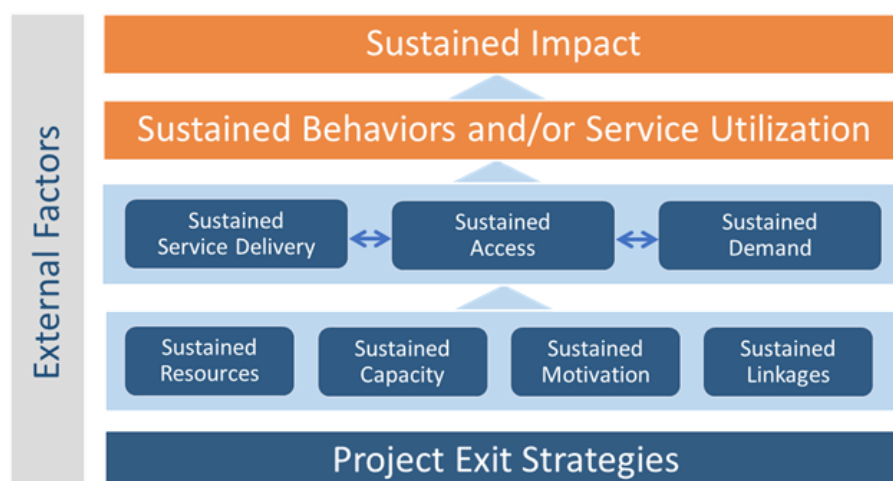 External Factors
Sustained Impact
Sustained Behaviors and/or Service Utilization
Sustained
Service Delivery
Sustained
Access
Sustained
Demand
Sustained
Resources
Sustained
Capacity
Sustained
Motivation
Sustained
Linkages
Project Exit Strategies